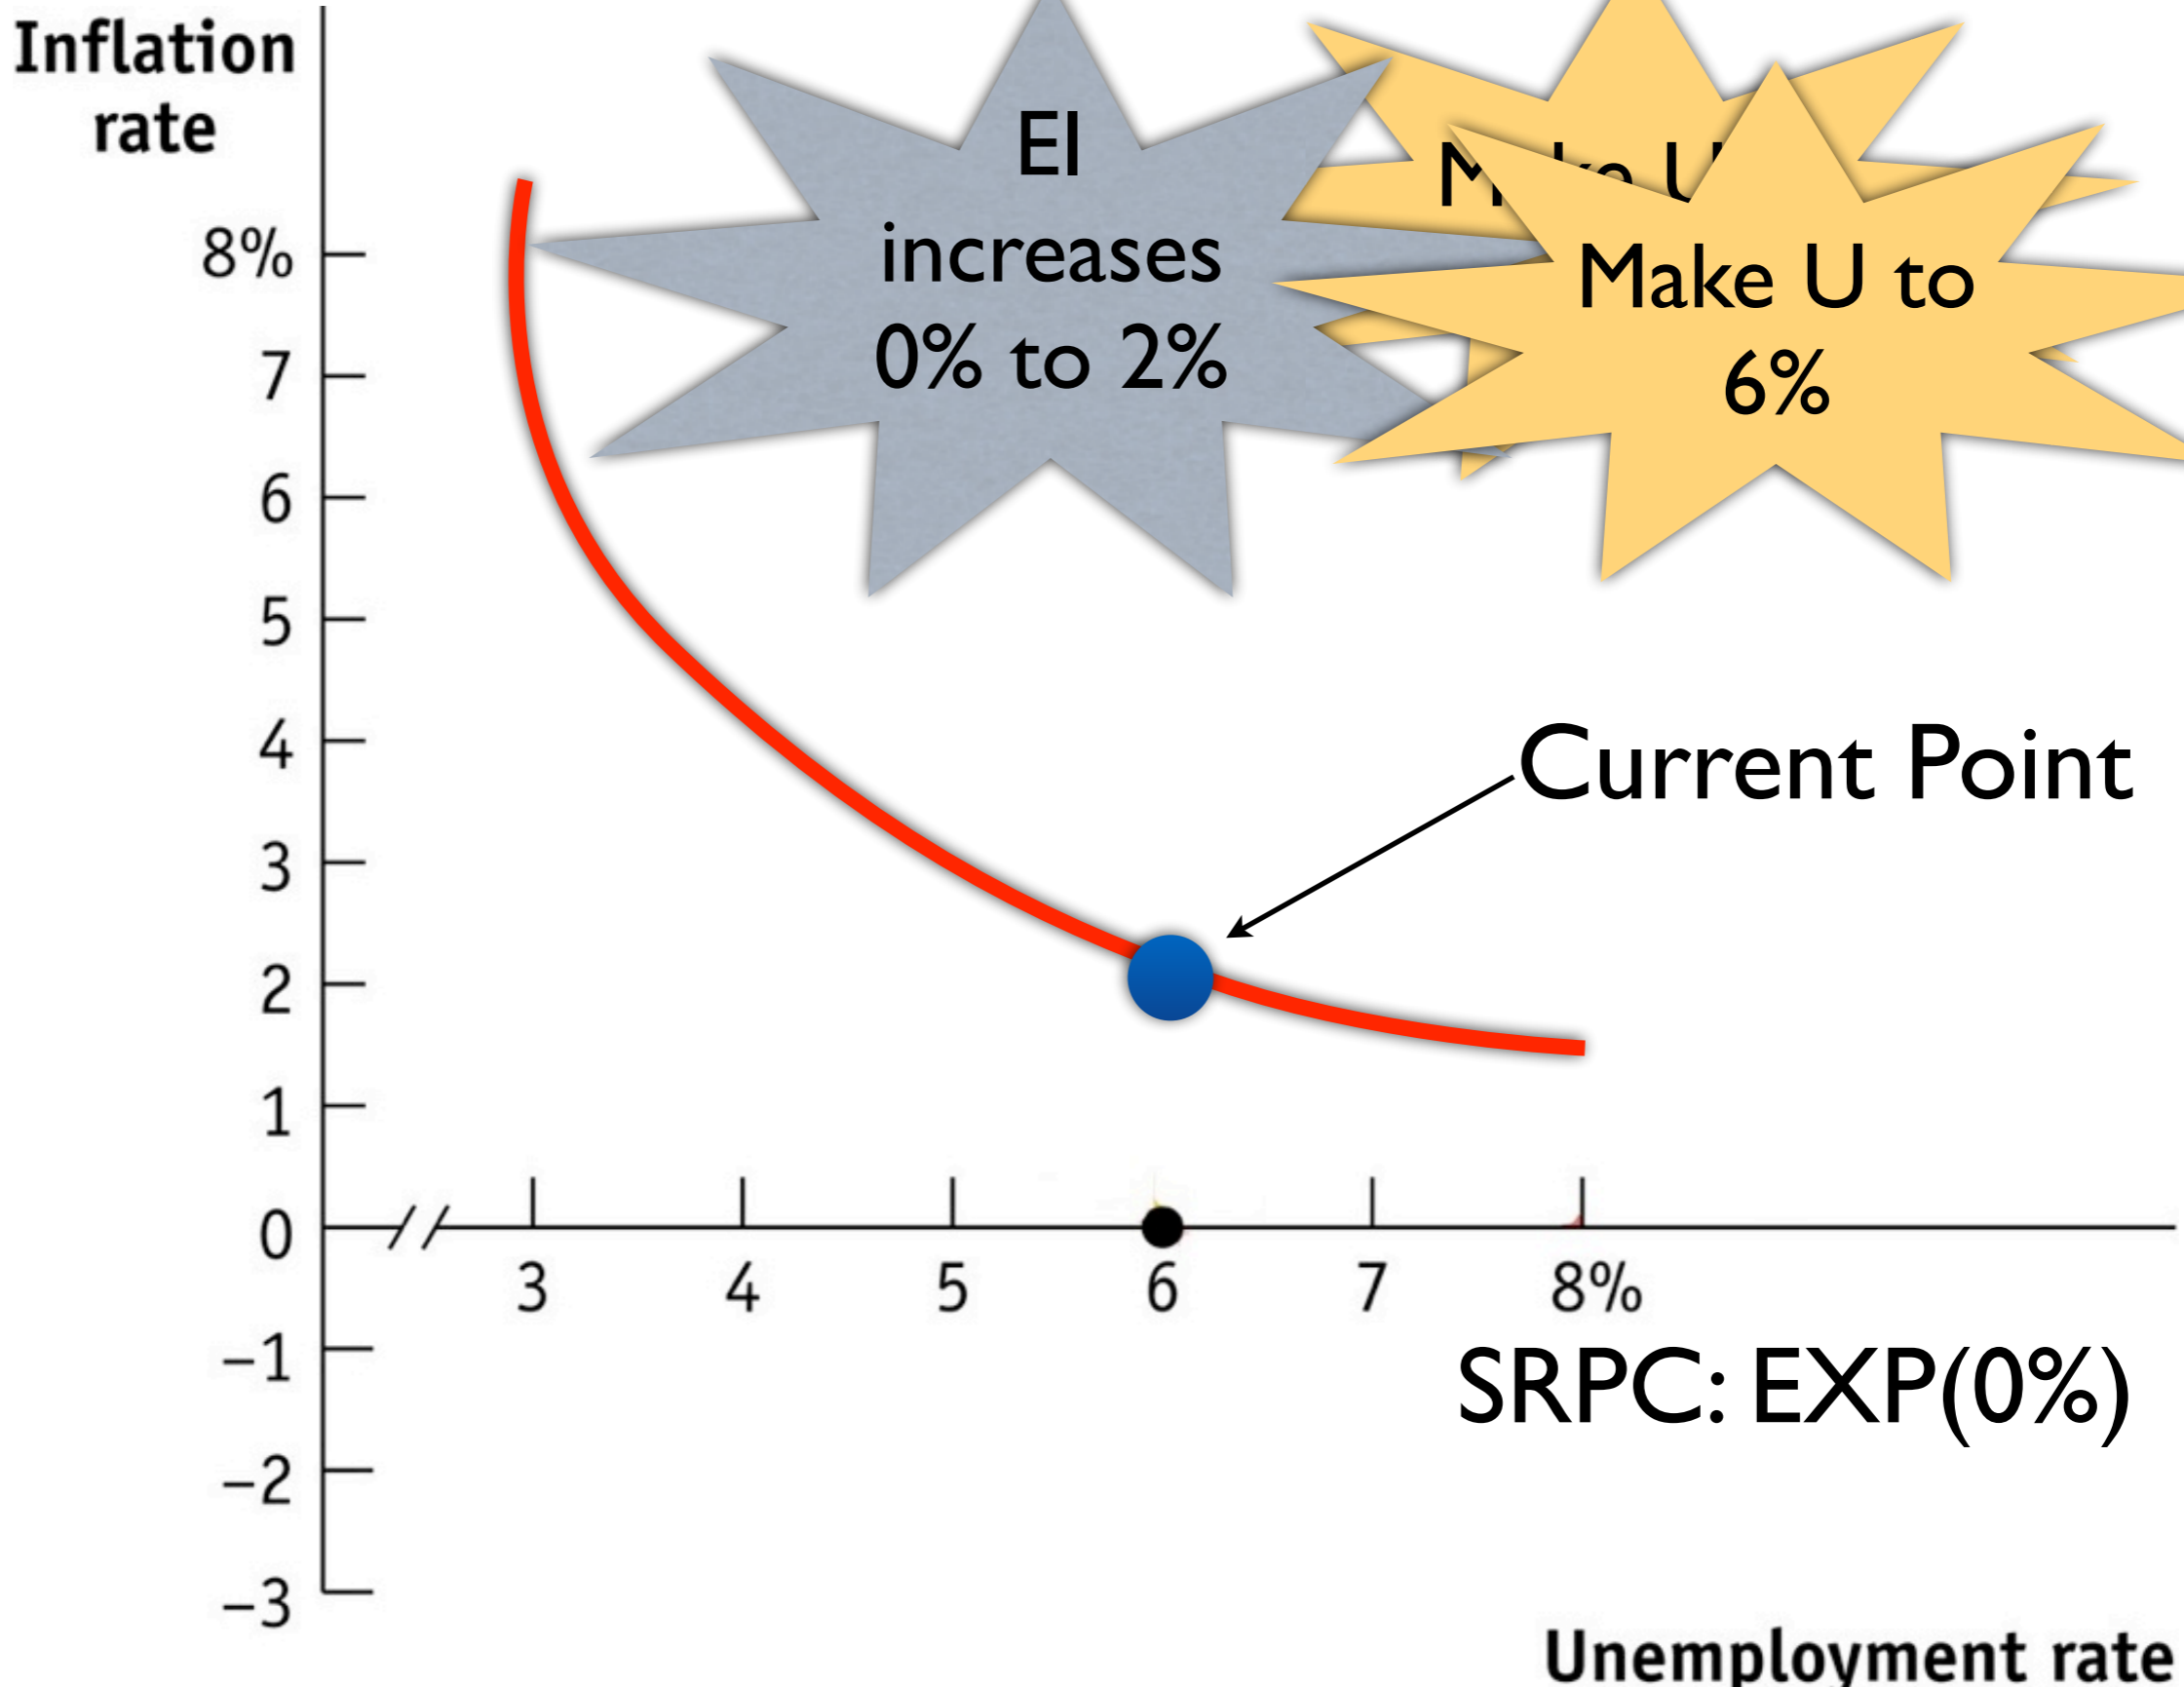 Inflation
rate
EI
increases
0% to 2%
Make U to
6%
8%
7
6
5
4
3
2
1
0
-1
-2
-3
Current Point
3
4
5
6
7
8%
SRPC: EXP(0%)
Unemployment rate